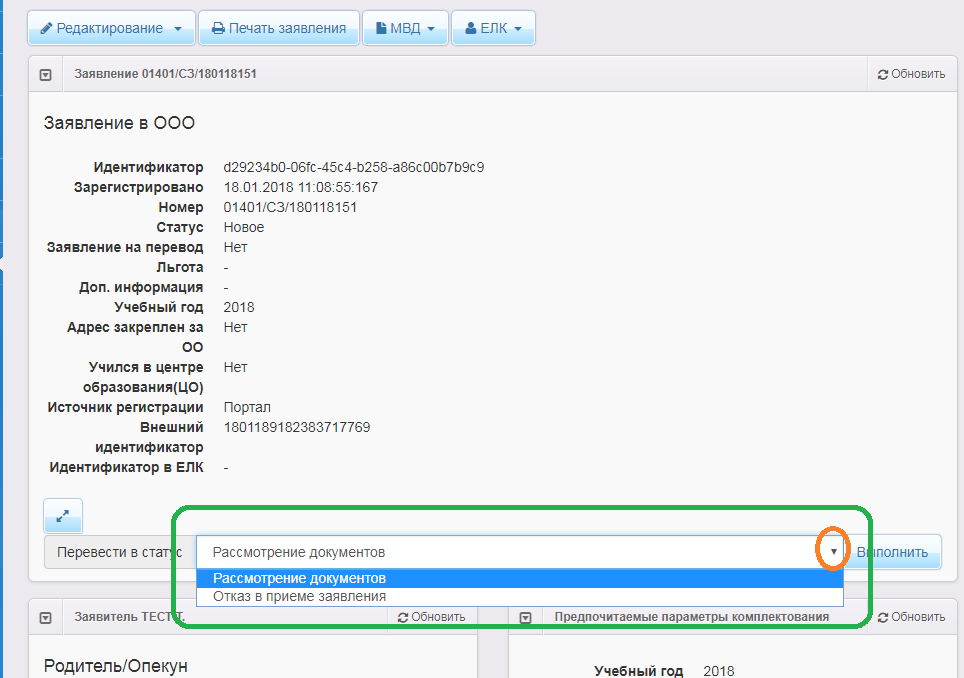 Редактирование
Печать заявления
МВД
ЕЛК
Заявление 01401/СЗ/180118151
Обновить
Заявление в ООО
Идентификатор d29234b0-06fc-45c4-b258-a86c00b7b9c9
Зарегистрировано 18.01.2018 11:08:55:167
Номер 01401/СЗ/180118151
Статус Новое
Заявление на перевод Нет
Льгота -
Доп. информация -
Учебный год 2018
Адрес закреплен за Нет
ОО
Учился в центре Нет
образования(ЦО)
Источник регистрации Портал
Внешний 1801189182383717769
идентификатор
Идентификатор в ЕЛК -
Перевести в статус
Рассмотрение документов
Выполнить
Рассмотрение документов
Отказ в приеме заявления
Заявитель ТЕСТ Т.
Обновить
Родитель/Опекун
Предпочитаемые параметры комплектования
Обновить
Учебный год 2018